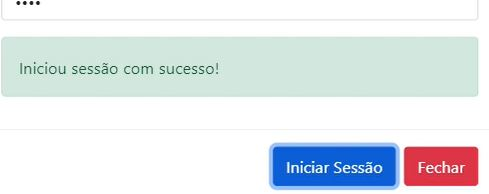 ••••
Iniciou sessão com sucesso!
Iniciar Sessão
Fechar